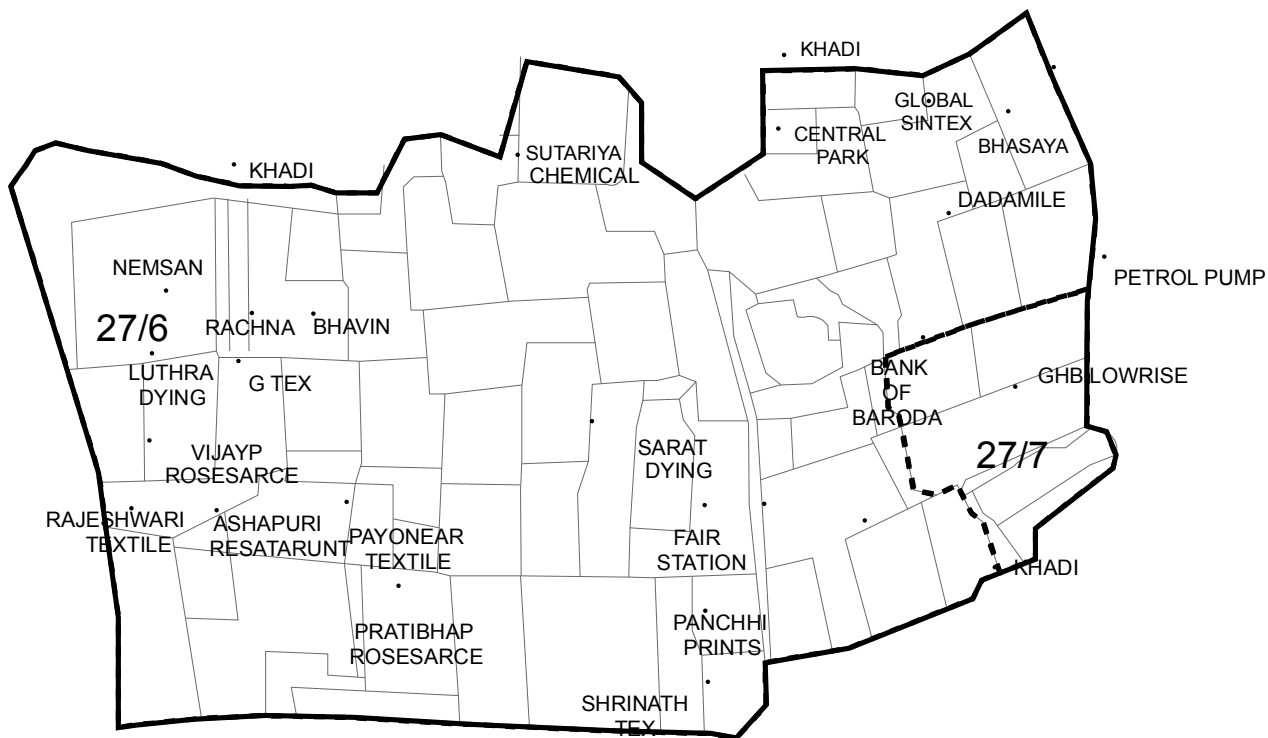 KHADI
GLOBAL
SINTEX
CENTRAL
PARK
BHASAYA
SUTARIYA
CHEMICAL
KHADI
DADAMILE
NEMSAN
PETROL PUMP
27/6
RACHNA
BHAVIN
LUTHRA
DYING
G TEX
BANK
OF
BARODA
GHB LOWRISE
VIJAYP
ROSESARCE
SARAT
DYING
27/7
RAJESHWARI
TEXTILE
ASHAPURI
RESATARUNT
PAYONEAR
TEXTILE
FAIR
STATION
KHADI
PRATIBHAP
ROSESARCE
PANCHHI
PRINTS
SHRINATH
TEX